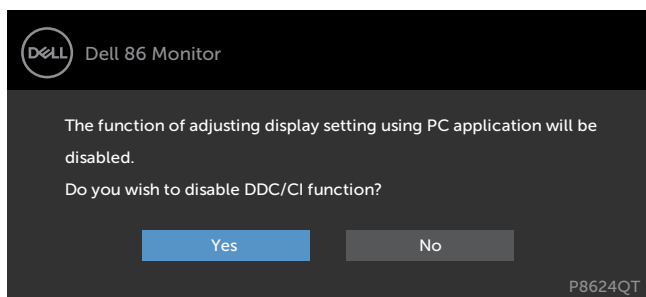 DELL Dell 86 Monitor
The function of adjusting display setting using PC application will be
disabled.
Do you wish to disable DDC/CI function?
Yes No
P8624QT